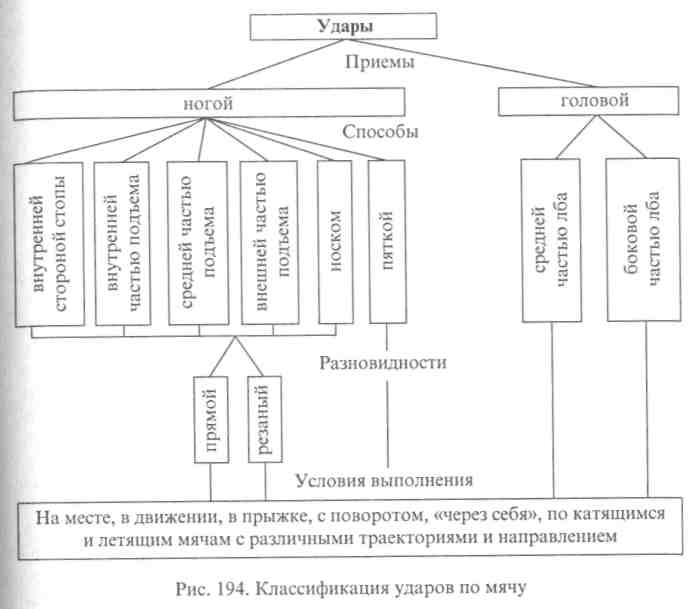 Удары
Приемы
ногой
головой
Способы
внутренней
стороной стопы
внутренней
частью подъема
средней частью
подъема
внешней частью
подъема
носком
пяткой
средней
частью лба
боковой
частью лба
Разновидности
прямой
резаный
Условия выполнения
На месте, в движении, в прыжке, с поворотом, «через себя», по катящимся
и летящим мячам с различными траекториями и направлением
Рис. 194. Классификация ударов по мячу